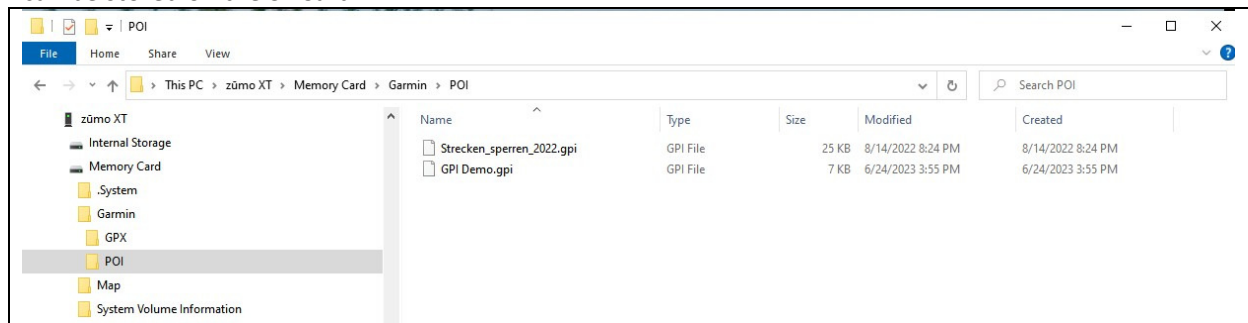 POI
File Home Share View
This PC > zūmo XT > Memory Card > Garmin > POI
Search POI
zūmo XT
Internal Storage
Memory Card
.System
Garmin
GPX
POI
Map
System Volume Information
Name Type Size Modified Created
Strecken_sperren_2022.gpi GPI File 25 KB 8/14/2022 8:24 PM 8/14/2022 8:24 PM
GPI Demo.gpi GPI File 7 KB 6/24/2023 3:55 PM 6/24/2023 3:55 PM